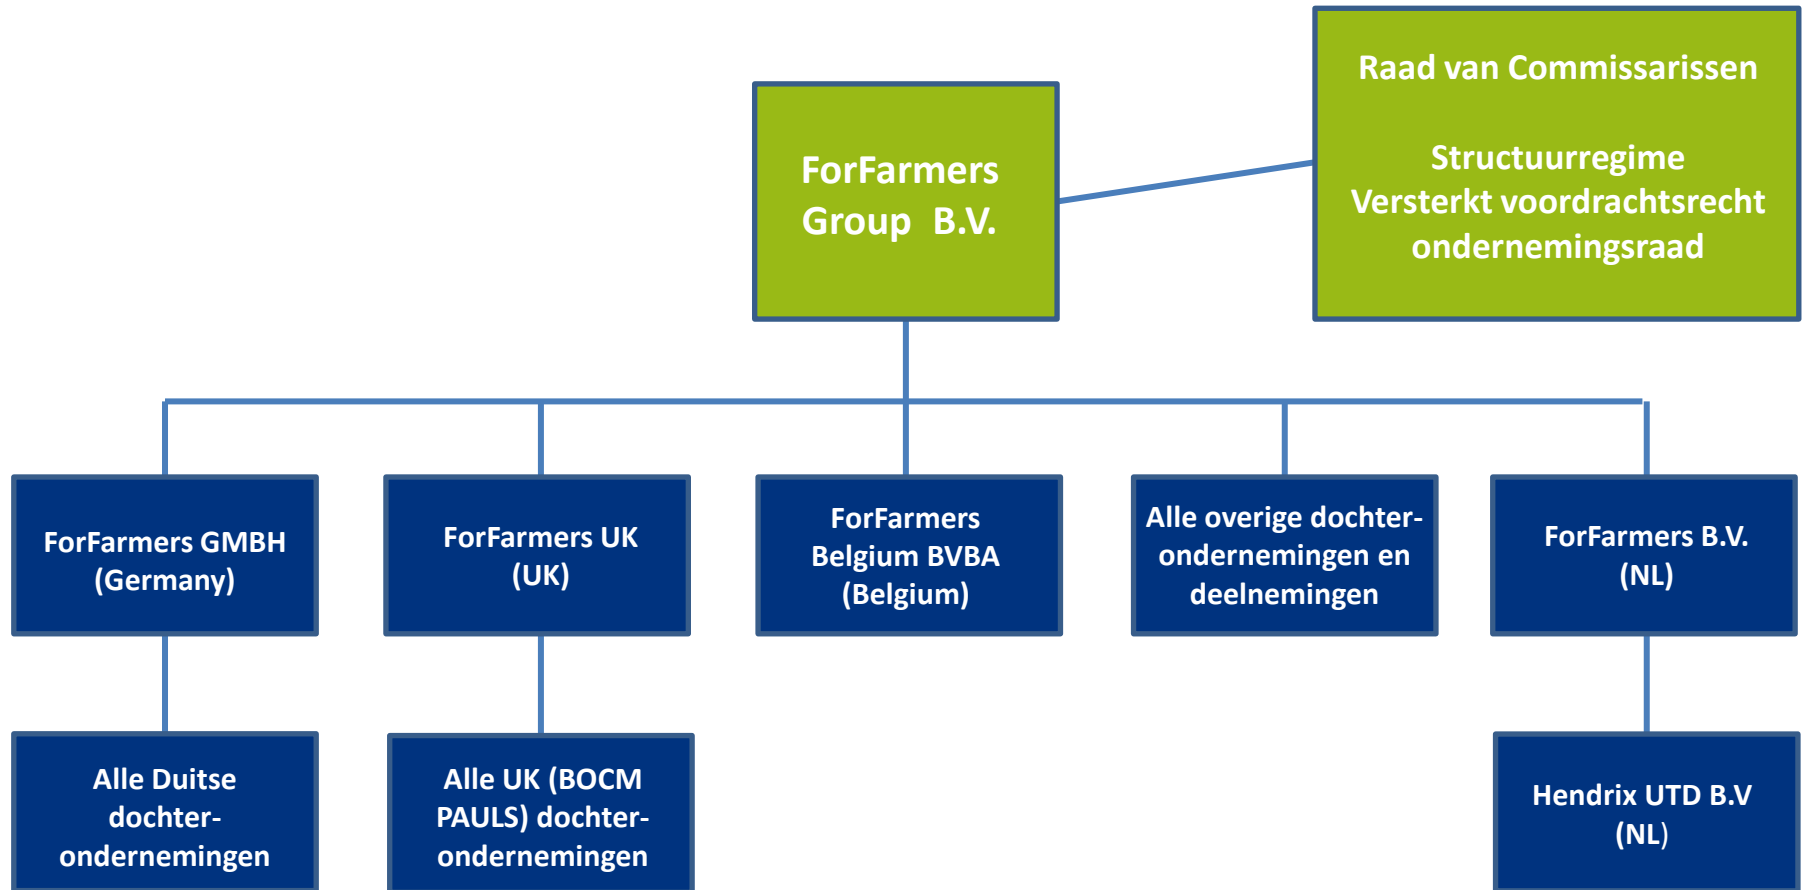 Raad van Commissarissen
Structuurregime
Versterkt voordrachtsrecht
ondernemingsraad
ForFarmers
Group B.V.
ForFarmers GMBH
(Germany)
ForFarmers UK
(UK)
ForFarmers
Belgium BVBA
(Belgium)
Alle overige dochter-
ondernemingen en
deelnemingen
ForFarmers B.V.
(NL)
Alle Duitse
dochter-
ondernemingen
Alle UK (BOCM
PAULS) dochter-
ondernemingen
Hendrix UTD B.V
(NL)